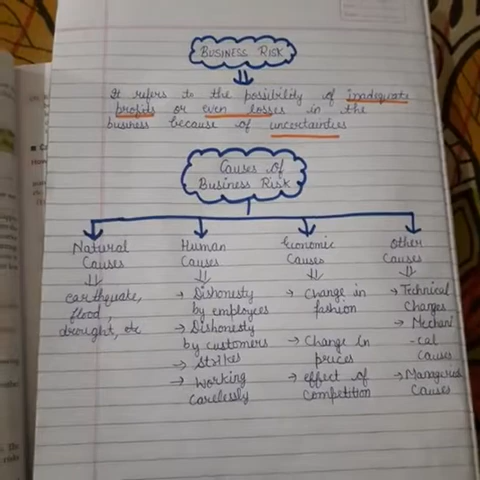 BUSINESS RISK
It refers to the possibility of inadequate
profits or even losses in the
business because of uncertainties
Causes of
Business Risk
Natural
Causes
earthquake,
flood,
drought, etc
Human
Causes
→ Dishonesty
by employees
→ Dishonesty
by customers
→ Strikes
→ Working
carelessly
Economic
Causes
→ Change in
fashion
→ Change in
prices
→ effect of
competition
Other
Causes
→ Technical
Changes
→ Mechani
-cal
causes
→ Managerial
Causes